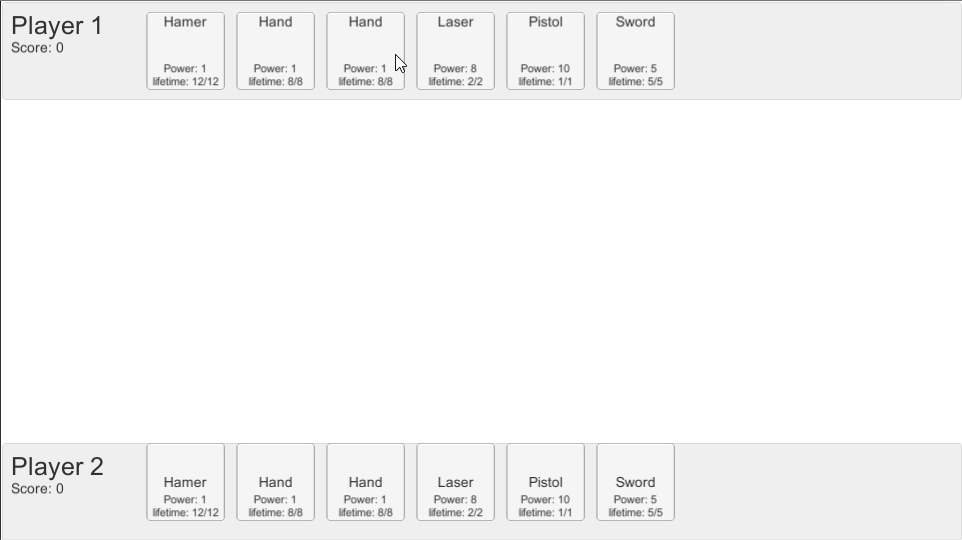 Player 1
Score: 0
Hamer
Power: 1
lifetime: 12/12
Hand
Power: 1
lifetime: 8/8
Hand
Power: 1
lifetime: 8/8
Laser
Power: 8
lifetime: 2/2
Pistol
Power: 10
lifetime: 1/1
Sword
Power: 5
lifetime: 5/5
Player 2
Score: 0
Hamer
Power: 1
lifetime: 12/12
Hand
Power: 1
lifetime: 8/8
Hand
Power: 1
lifetime: 8/8
Laser
Power: 8
lifetime: 2/2
Pistol
Power: 10
lifetime: 1/1
Sword
Power: 5
lifetime: 5/5